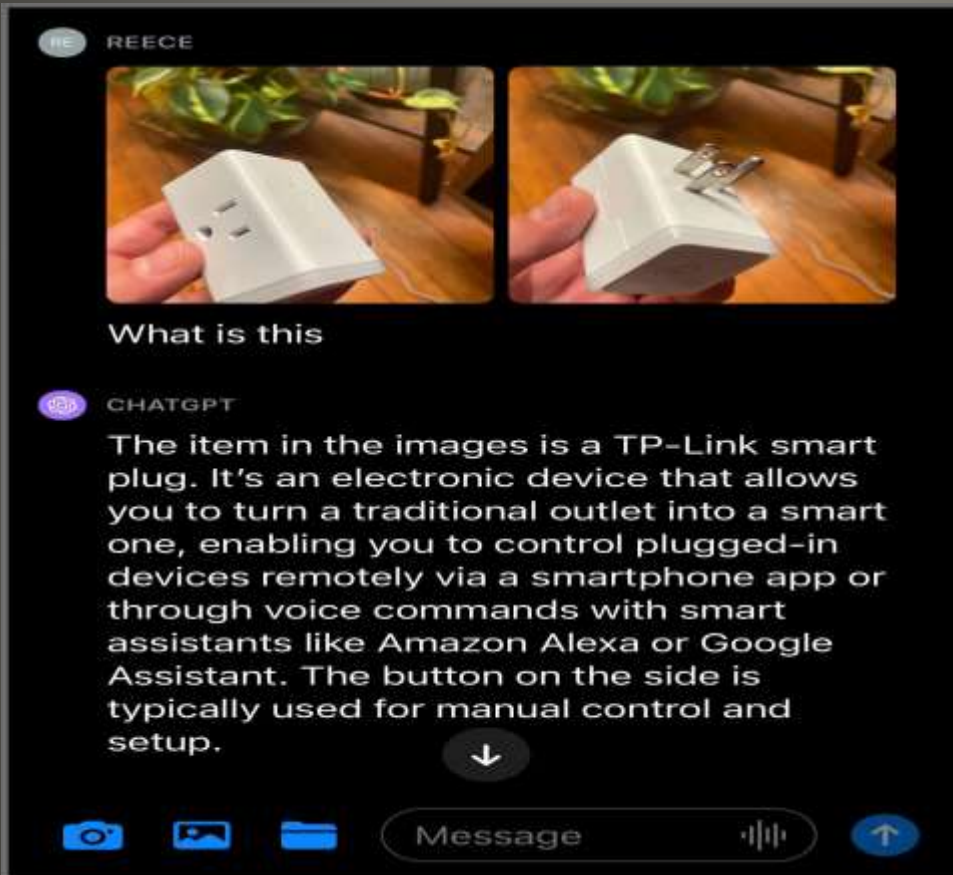 RE REECE
What is this
CHATGPT
The item in the images is a TP-Link smart
plug. It's an electronic device that allows
you to turn a traditional outlet into a smart
one, enabling you to control plugged-in
devices remotely via a smartphone app or
through voice commands with smart
assistants like Amazon Alexa or Google
Assistant. The button on the side is
typically used for manual control and
setup.
Message